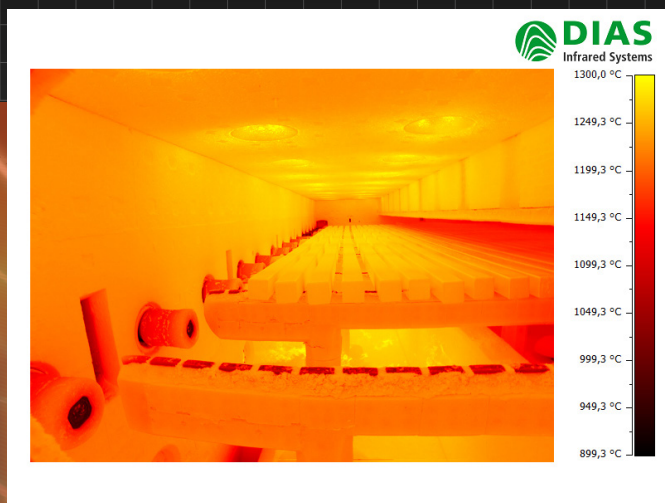 DIAS
Infrared Systems
1300,0 °C
1249,3 °C
1199,3 °C
1149,3 °C
1099,3 °C
1049,3 °C
999,3 °C
949,3 °C
899,3 °C